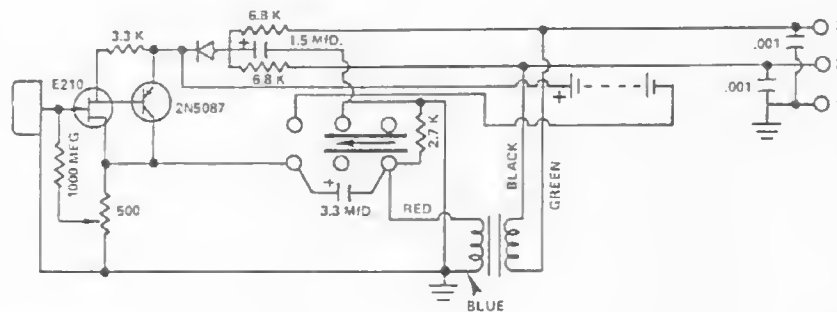 6.8 K
3.3 K
1.5 MfD.
+
6.8 K
.001
E210
2N5087
+
.001
1000 MEG.
2.7 K
500
+
3.3 MfD
RED
BLACK
GREEN
BLUE